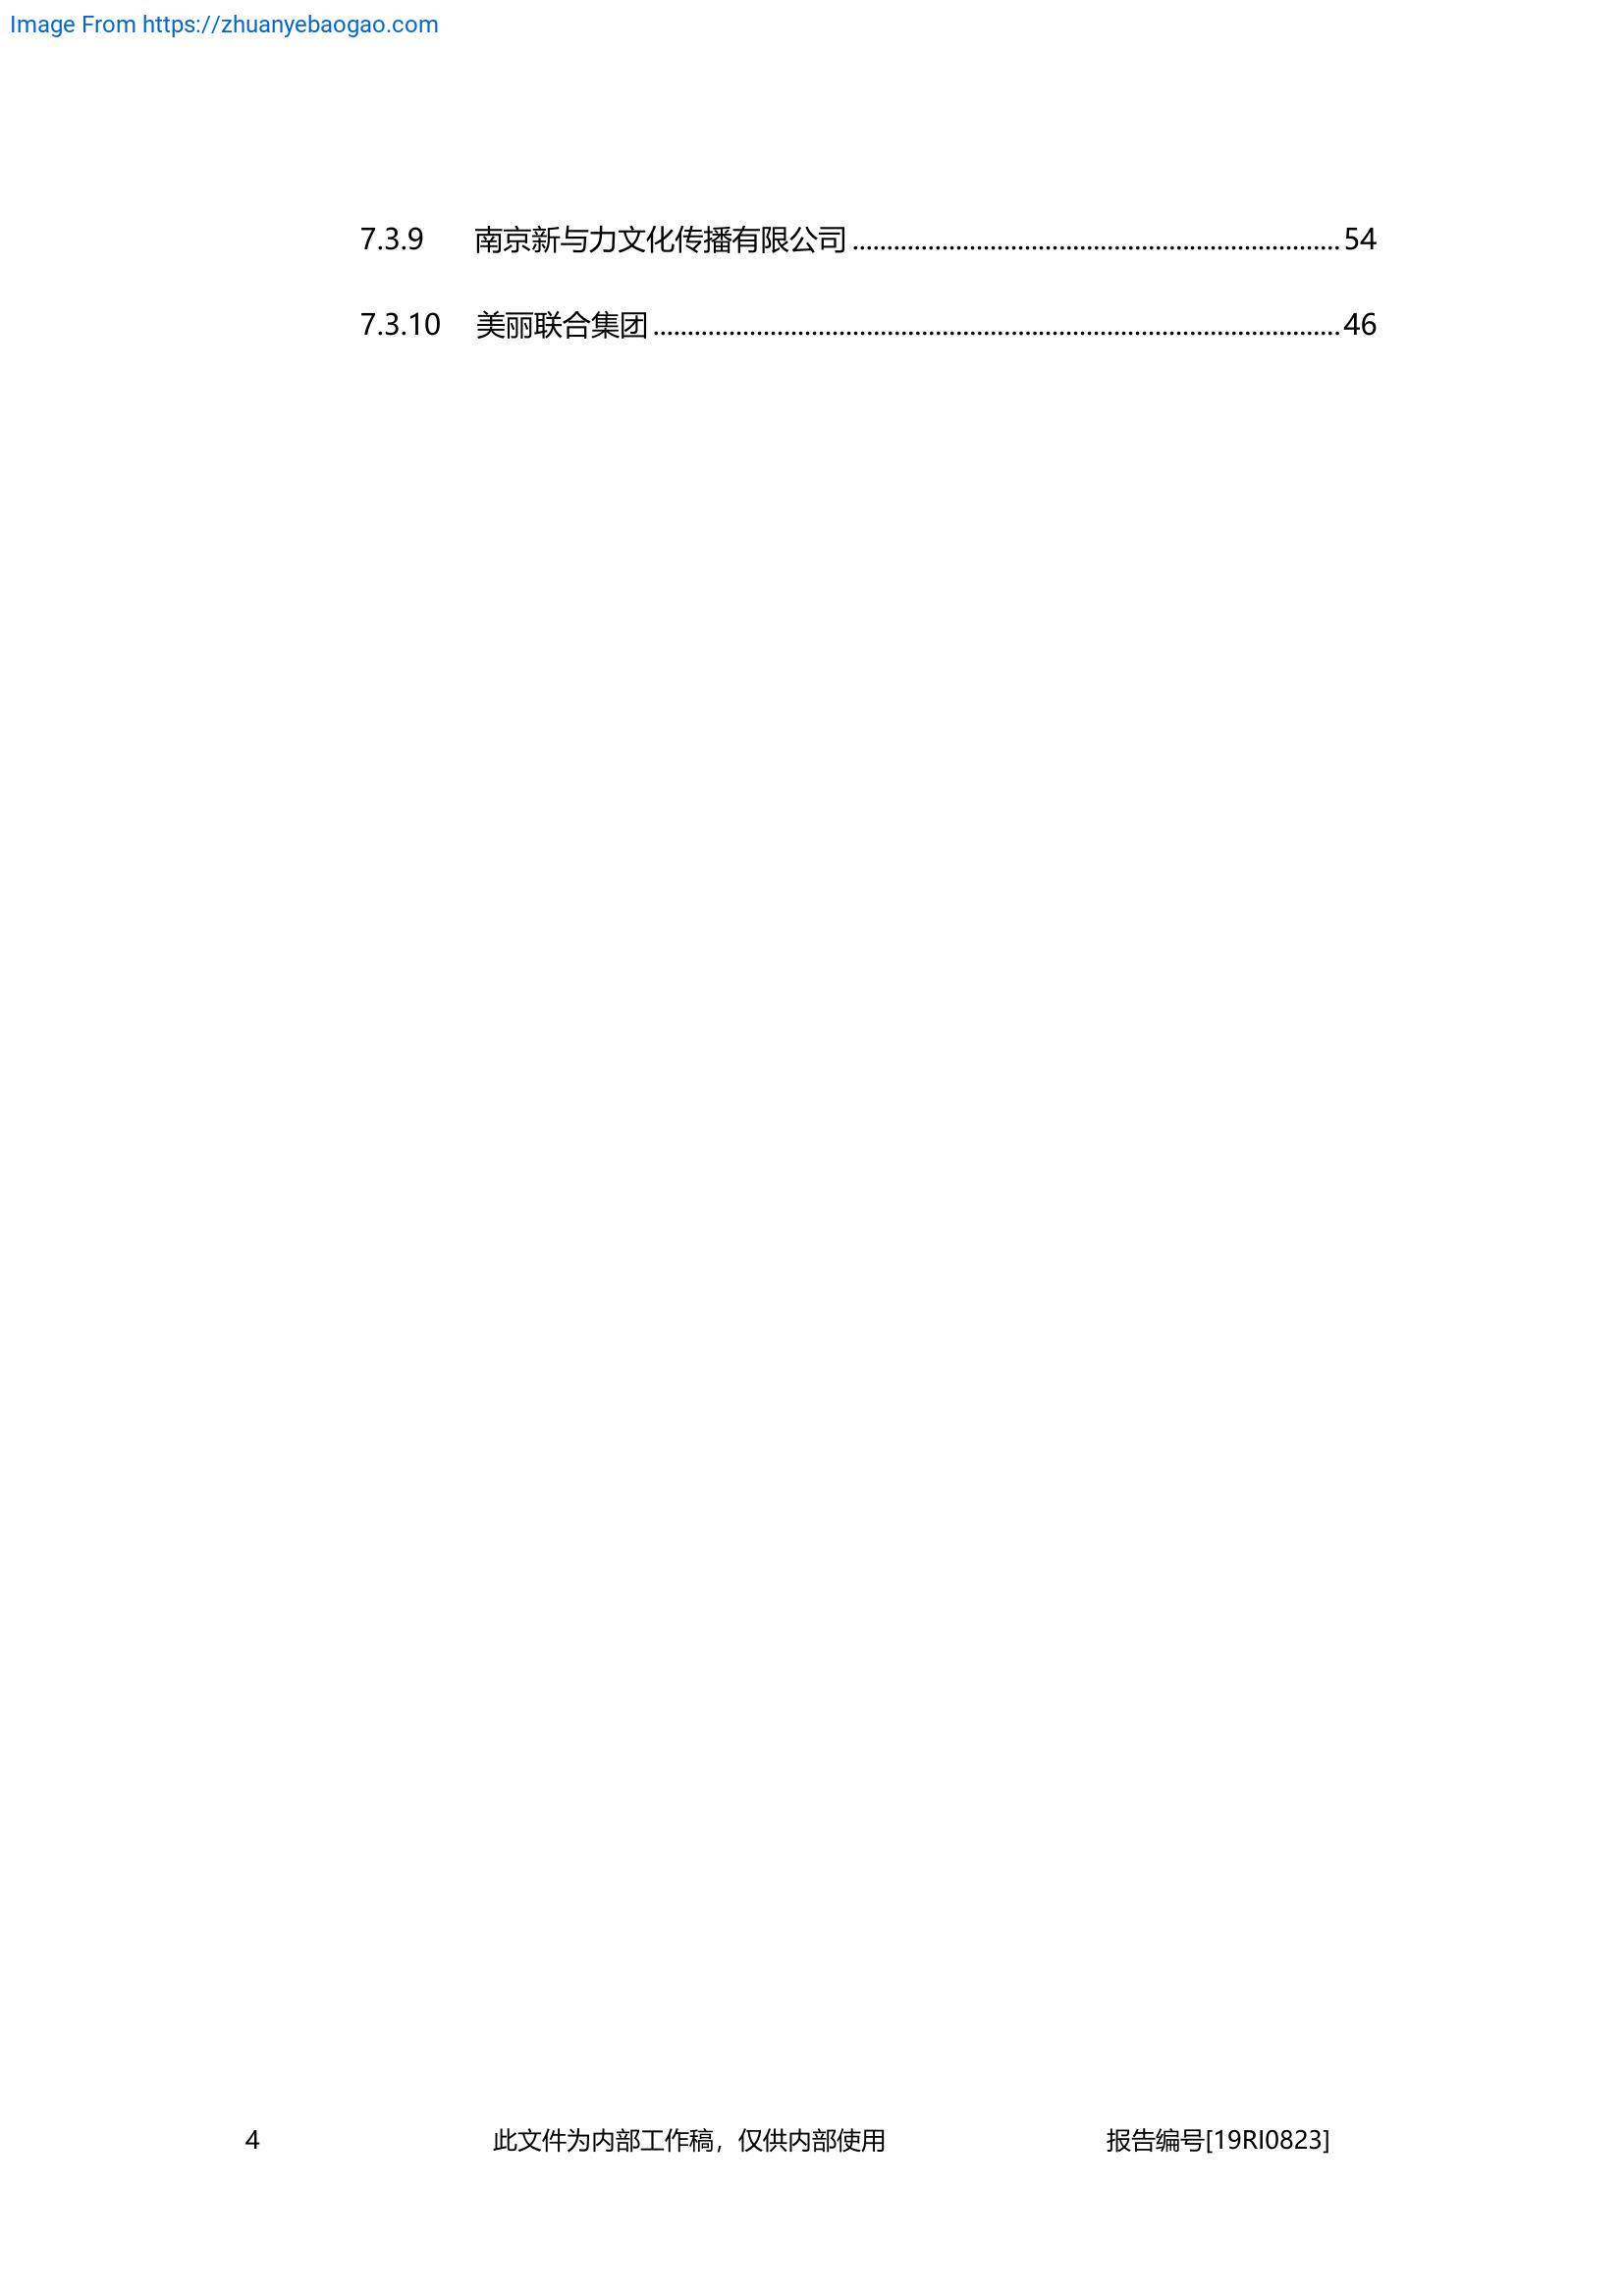 Image From https://zhuanyebaogao.com
7.3.9 南京新与力文化传播有限公司 ........................................................................ 54
7.3.10 美丽联合集团 ..................................................................................................... 46
4 此文件为内部工作稿，仅供内部使用 报告编号[19RI0823]